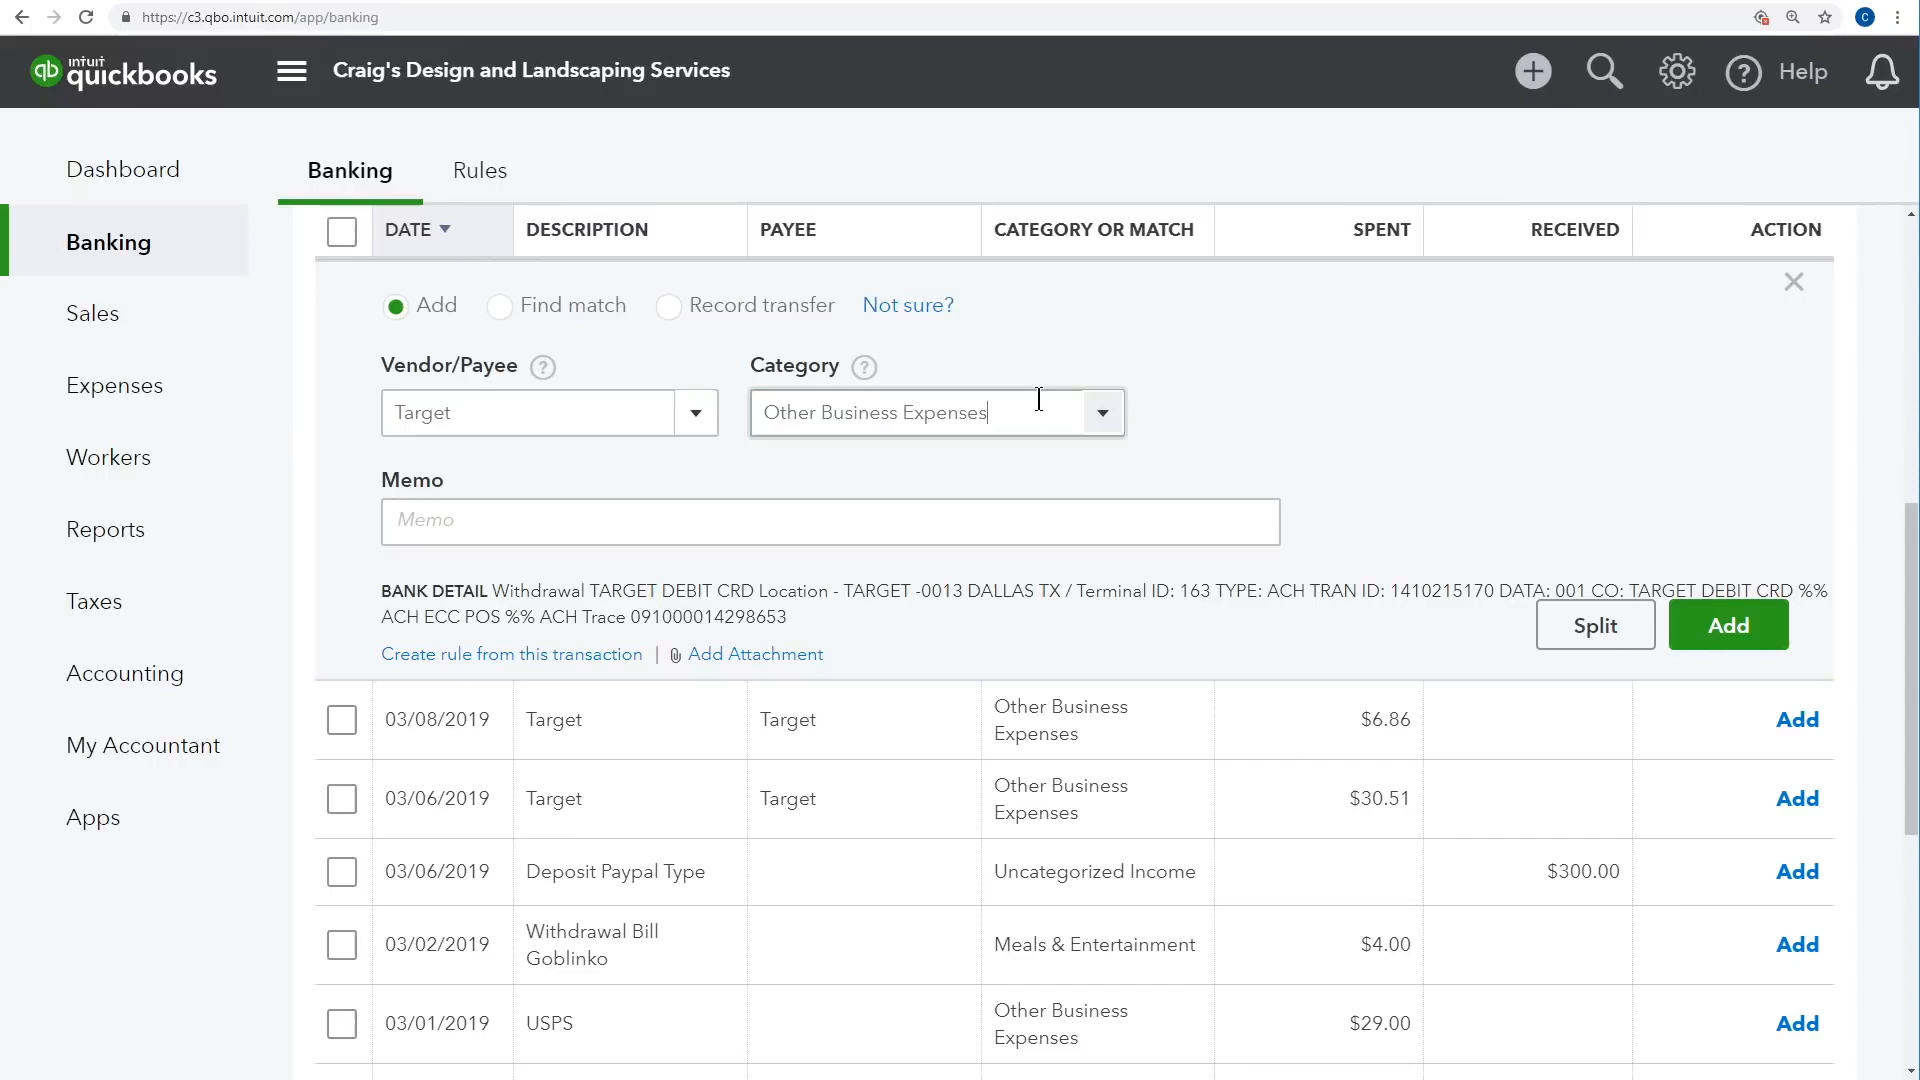 https://c3.qbo.intuit.com/app/banking
C
qb intuit quickbooks
Craig's Design and Landscaping Services
? Help
Dashboard
Banking
Sales
Expenses
Workers
Reports
Taxes
Accounting
My Accountant
Apps
Banking Rules
DATE DESCRIPTION PAYEE CATEGORY OR MATCH SPENT RECEIVED ACTION
Add Find match Record transfer Not sure?
Vendor/Payee ? Category ?
Target Other Business Expenses
Memo
Memo
BANK DETAIL Withdrawal TARGET DEBIT CRD Location - TARGET -0013 DALLAS TX / Terminal ID: 163 TYPE: ACH TRAN ID: 1410215170 DATA: 001 CO: TARGET DEBIT CRD %%
ACH ECC POS %% ACH Trace 091000014298653
Split Add
Create rule from this transaction | Add Attachment
03/08/2019 Target Target Other Business
Expenses $6.86 Add
03/06/2019 Target Target Other Business
Expenses $30.51 Add
03/06/2019 Deposit Paypal Type Uncategorized Income $300.00 Add
03/02/2019 Withdrawal Bill
Goblinko Meals & Entertainment $4.00 Add
03/01/2019 USPS Other Business
Expenses $29.00 Add